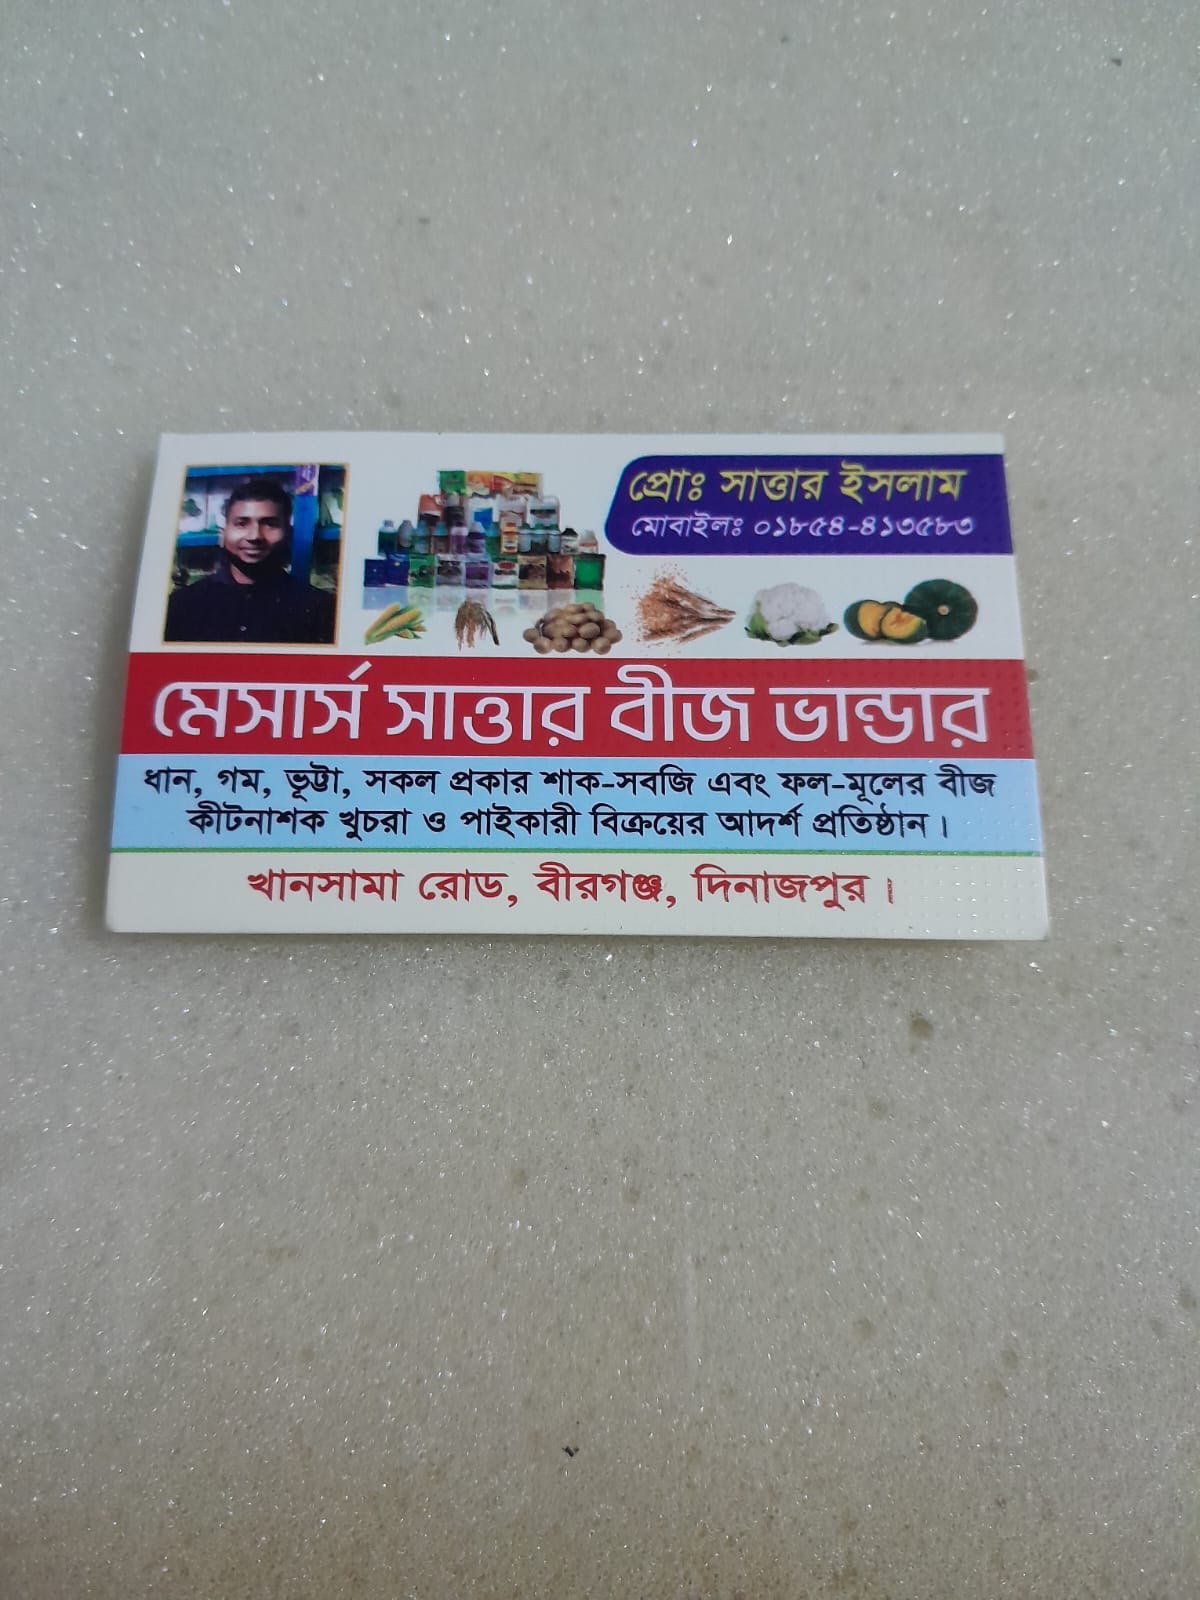 প্রোঃ সাত্তার ইসলাম
মোবাইলঃ ০১৮৫৪-৪১৩৫৮৩
মেসার্স সাত্তার বীজ ভান্ডার
ধান, গম, ভূট্টা, সকল প্রকার শাক-সবজি এবং ফল-মূলের বীজ
কীটনাশক খুচরা ও পাইকারী বিক্রয়ের আদর্শ প্রতিষ্ঠান।
খানসামা রোড, বীরগঞ্জ, দিনাজপুর।